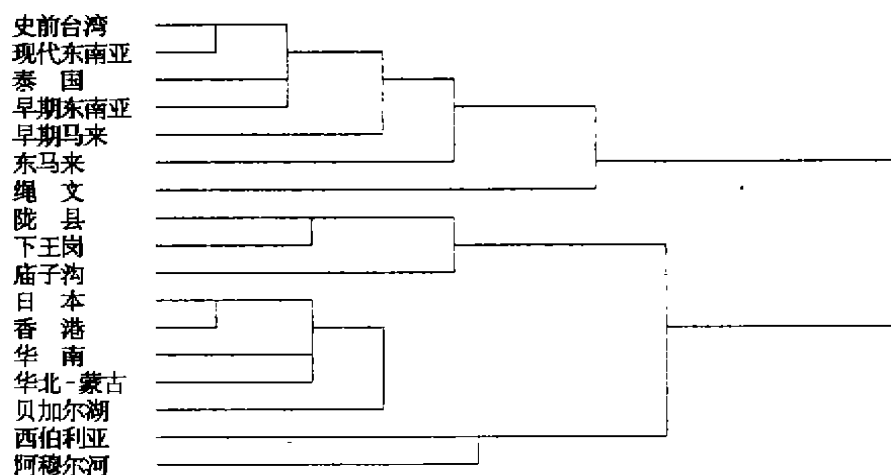 史前台湾
现代东南亚
泰 国
早期东南亚
早期马来
东马来
绳 文
陇 县
下王岗
庙子沟
日 本
香 港
华 南
华北-蒙古
贝加尔湖
西伯利亚
阿穆尔河